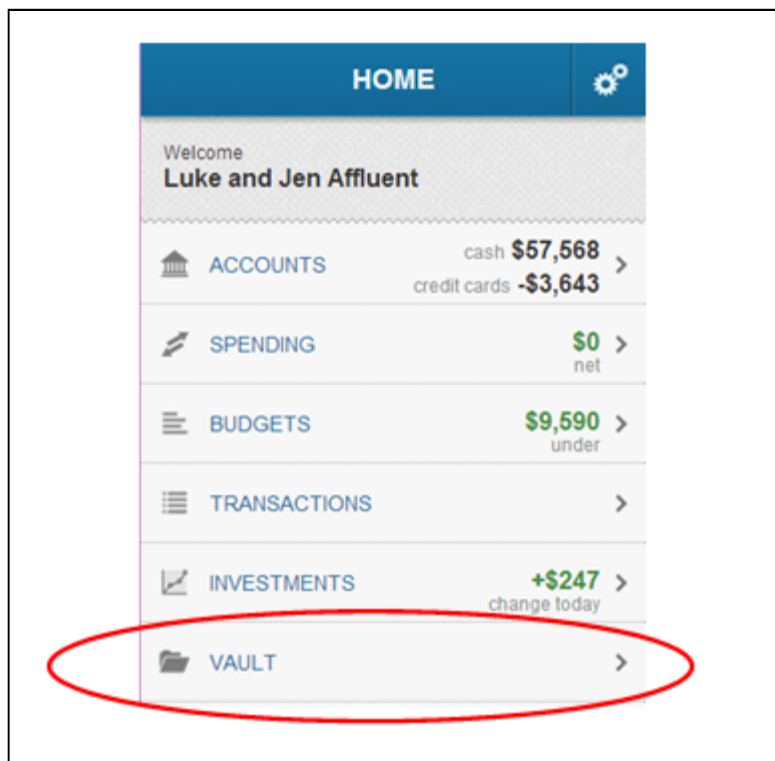 HOME
Welcome
Luke and Jen Affluent
ACCOUNTS cash $57,568
credit cards -$3,643
SPENDING $0
net
BUDGETS $9,590
under
TRANSACTIONS
INVESTMENTS +$247
change today
VAULT